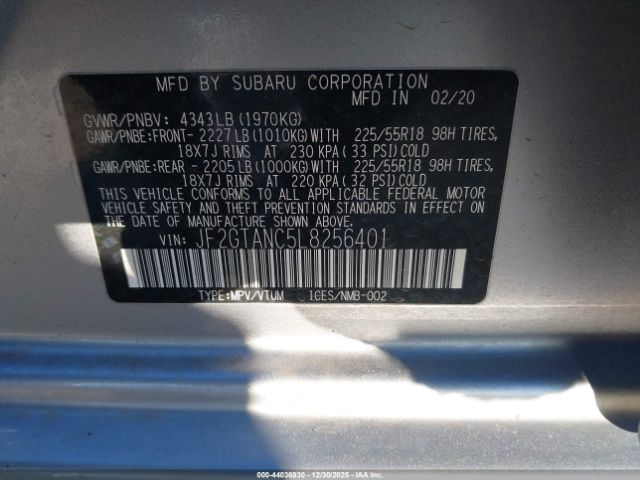 MFD BY SUBARU CORPORATION
MFD IN 02/20
GVWR/PNBV: 4343LB(1970KG)
GAWR/PNBE:FRONT- 2227LB(1010KG)WITH 225/55R18 98H TIRES,
18X7J RIMS AT 230 KPA(33 PSI)COLD
GAWR/PNBE:REAR - 2205LB(1000KG)WITH 225/55R18 98H TIRES,
18X7J RIMS AT 220 KPA(32 PSI)COLD
THIS VEHICLE CONFORMS TO ALL APPLICABLE FEDERAL MOTOR
VEHICLE SAFETY AND THEFT PREVENTION STANDARDS IN EFFECT ON THE DATE OF
MANUFACTURE SHOWN ABOVE.
VIN: JF2GTANC5L8256401
TYPE:MPV/VTUM ICES/NMB-002
000-44036930 - 12/30/2025 - IAA Inc.